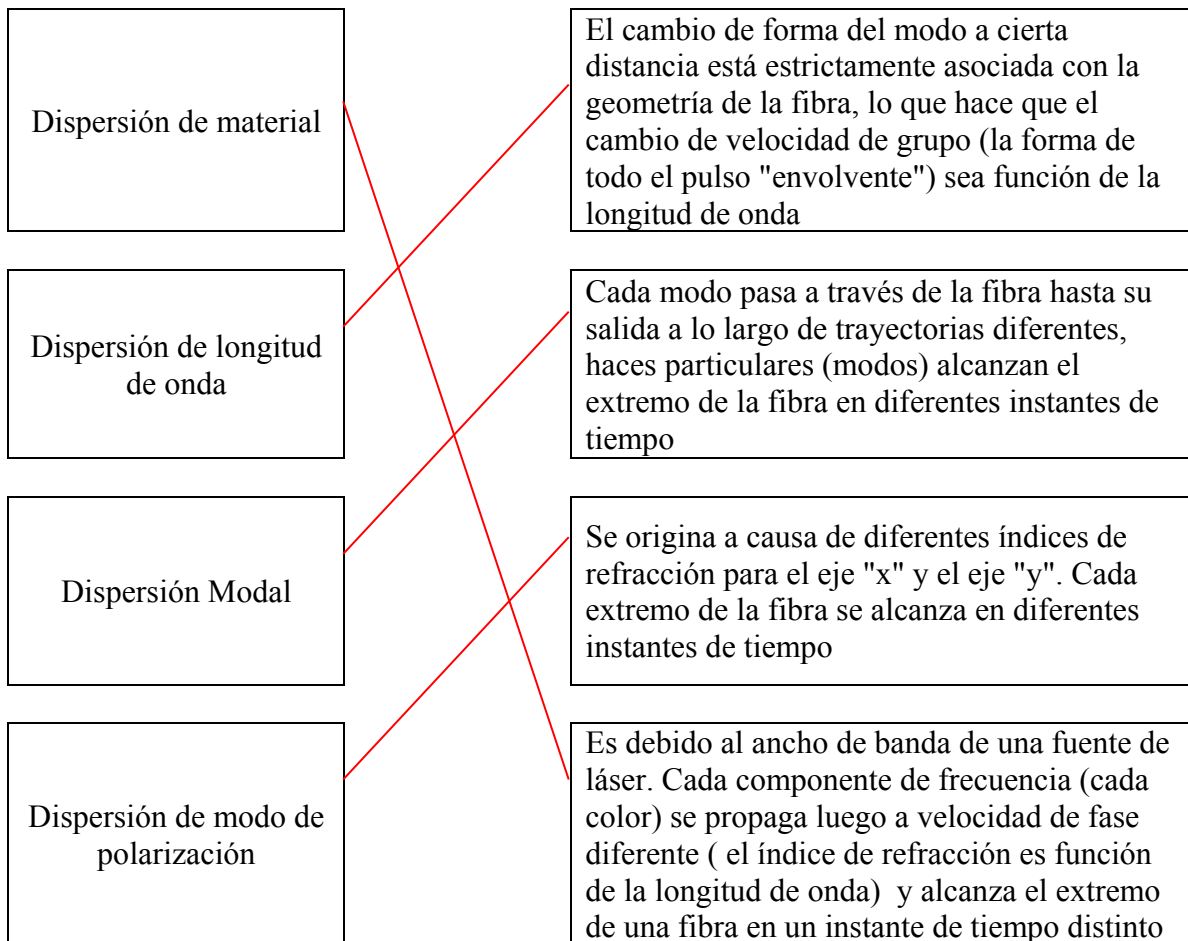 Dispersión de material
El cambio de forma del modo a cierta
distancia está estrictamente asociada con la
geometría de la fibra, lo que hace que el
cambio de velocidad de grupo (la forma de
todo el pulso "envolvente") sea función de la
longitud de onda
Dispersión de longitud
de onda
Cada modo pasa a través de la fibra hasta su
salida a lo largo de trayectorias diferentes,
haces particulares (modos) alcanzan el
extremo de la fibra en diferentes instantes de
tiempo
Dispersión Modal
Se origina a causa de diferentes índices de
refracción para el eje "x" y el eje "y". Cada
extremo de la fibra se alcanza en diferentes
instantes de tiempo
Dispersión de modo de
polarización
Es debido al ancho de banda de una fuente de
láser. Cada componente de frecuencia (cada
color) se propaga luego a velocidad de fase
diferente ( el índice de refracción es función
de la longitud de onda)  y alcanza el extremo
de una fibra en un instante de tiempo distinto